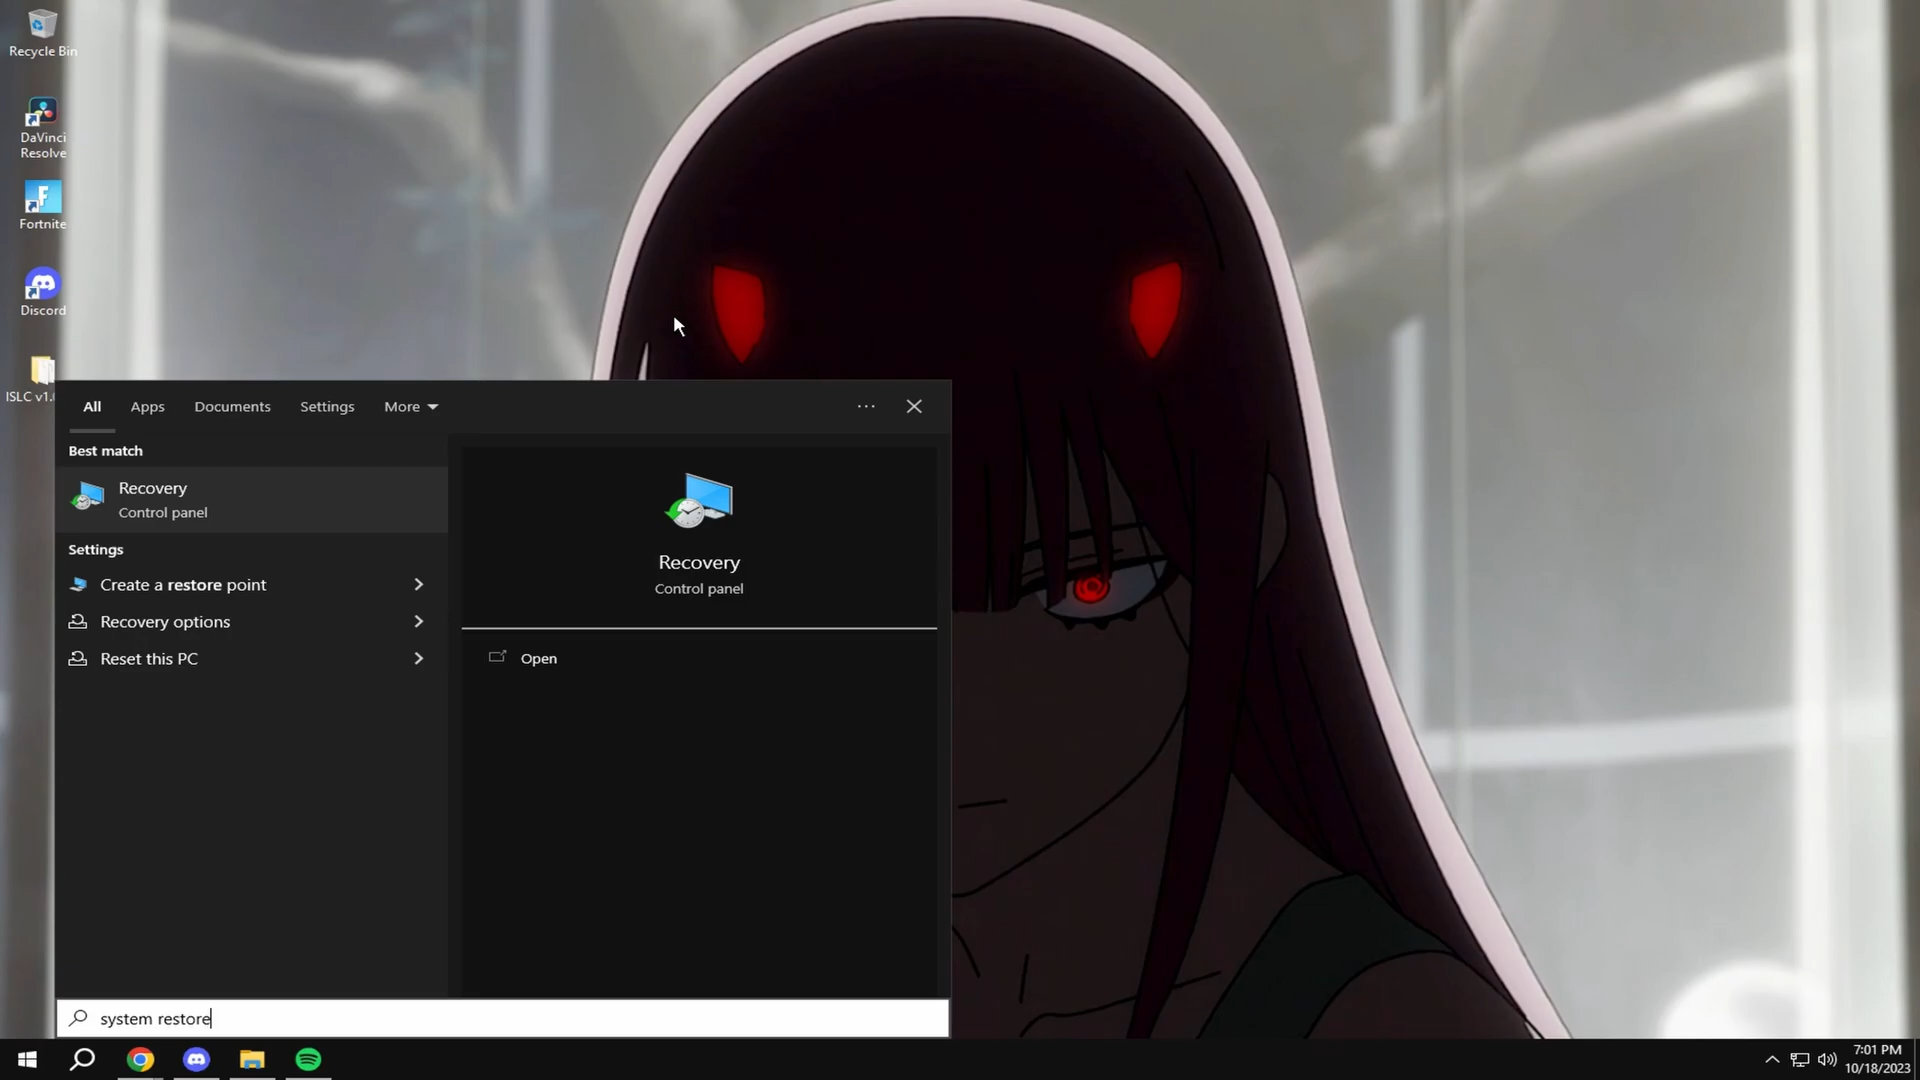 Recycle Bin
DaVinci
Resolve
Fortnite
Discord
ISLC v1.0
All
Apps
Documents
Settings
More
Best match
Recovery
Control panel
Settings
Create a restore point
Recovery options
Reset this PC
Recovery
Control panel
Open
system restore
7:01 PM
10/18/2023